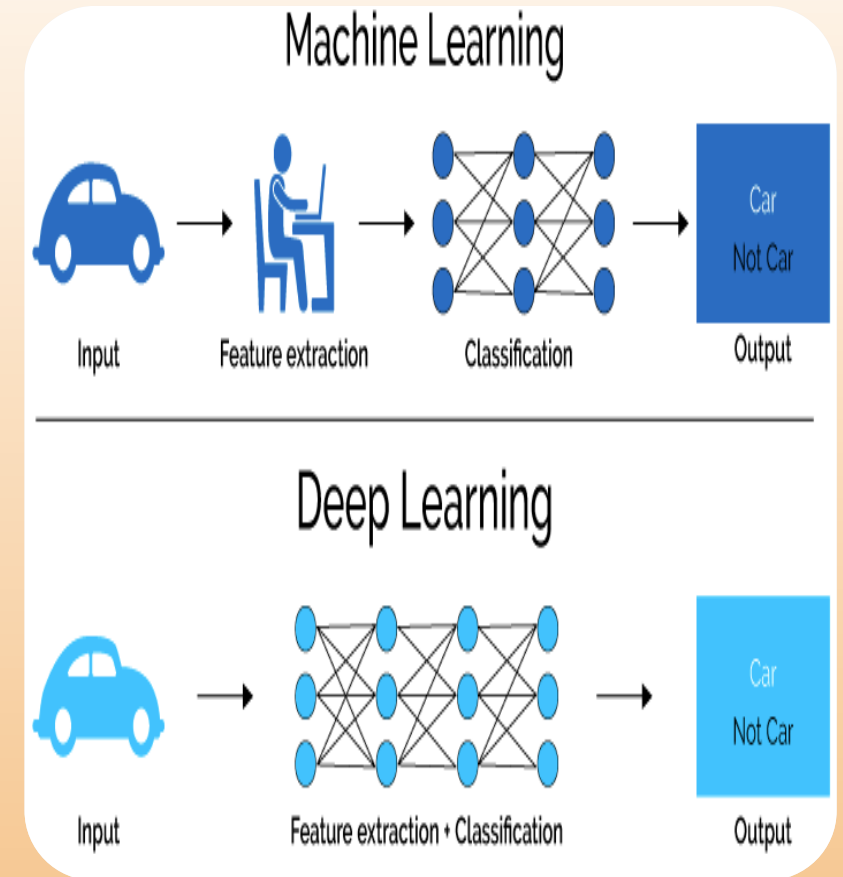 Machine Learning
Car
Not Car
Input
Feature extraction
Classification
Output
Deep Learning
Car
Not Car
Input
Feature extraction + Classification
Output